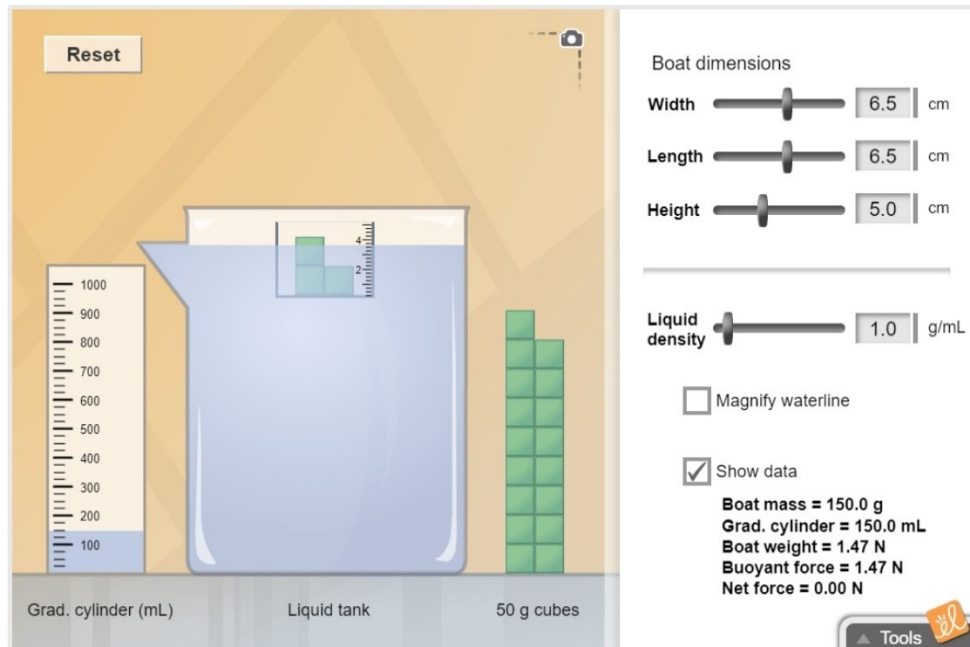 Reset
Boat dimensions
Width 6.5 cm
Length 6.5 cm
Height 5.0 cm
4
2
1000
900
800
700
600
500
400
300
200
100
Liquid density 1.0 g/mL
Magnify waterline
Show data
Boat mass = 150.0 g
Grad. cylinder = 150.0 mL
Boat weight = 1.47 N
Buoyant force = 1.47 N
Net force = 0.00 N
Grad. cylinder (mL) Liquid tank 50 g cubes
Tools
el